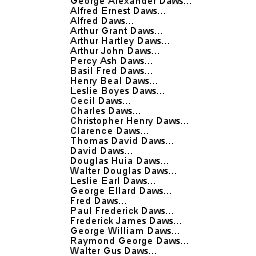 George Alexander Daws...
Alfred Ernest Daws...
Alfred Daws...
Arthur Grant Daws...
Arthur Hartley Daws...
Arthur John Daws...
Percy Ash Daws...
Basil Fred Daws...
Henry Beal Daws...
Leslie Boyes Daws...
Cecil Daws...
Charles Daws...
Christopher Henry Daws...
Clarence Daws...
Thomas David Daws...
David Daws...
Douglas Huia Daws...
Walter Douglas Daws...
Leslie Earl Daws...
George Ellard Daws...
Fred Daws...
Paul Frederick Daws...
Frederick James Daws...
George William Daws...
Raymond George Daws...
Walter Gus Daws...